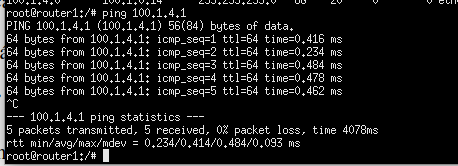 root@router1:/# ping 100.1.4.1
PING 100.1.4.1 (100.1.4.1) 56(84) bytes of data.
64 bytes from 100.1.4.1: icmp_seq=1 ttl=64 time=0.416 ms
64 bytes from 100.1.4.1: icmp_seq=2 ttl=64 time=0.234 ms
64 bytes from 100.1.4.1: icmp_seq=3 ttl=64 time=0.484 ms
64 bytes from 100.1.4.1: icmp_seq=4 ttl=64 time=0.478 ms
64 bytes from 100.1.4.1: icmp_seq=5 ttl=64 time=0.462 ms
^C
--- 100.1.4.1 ping statistics ---
5 packets transmitted, 5 received, 0% packet loss, time 4078ms
rtt min/avg/max/mdev = 0.234/0.414/0.484/0.093 ms
root@router1:/#